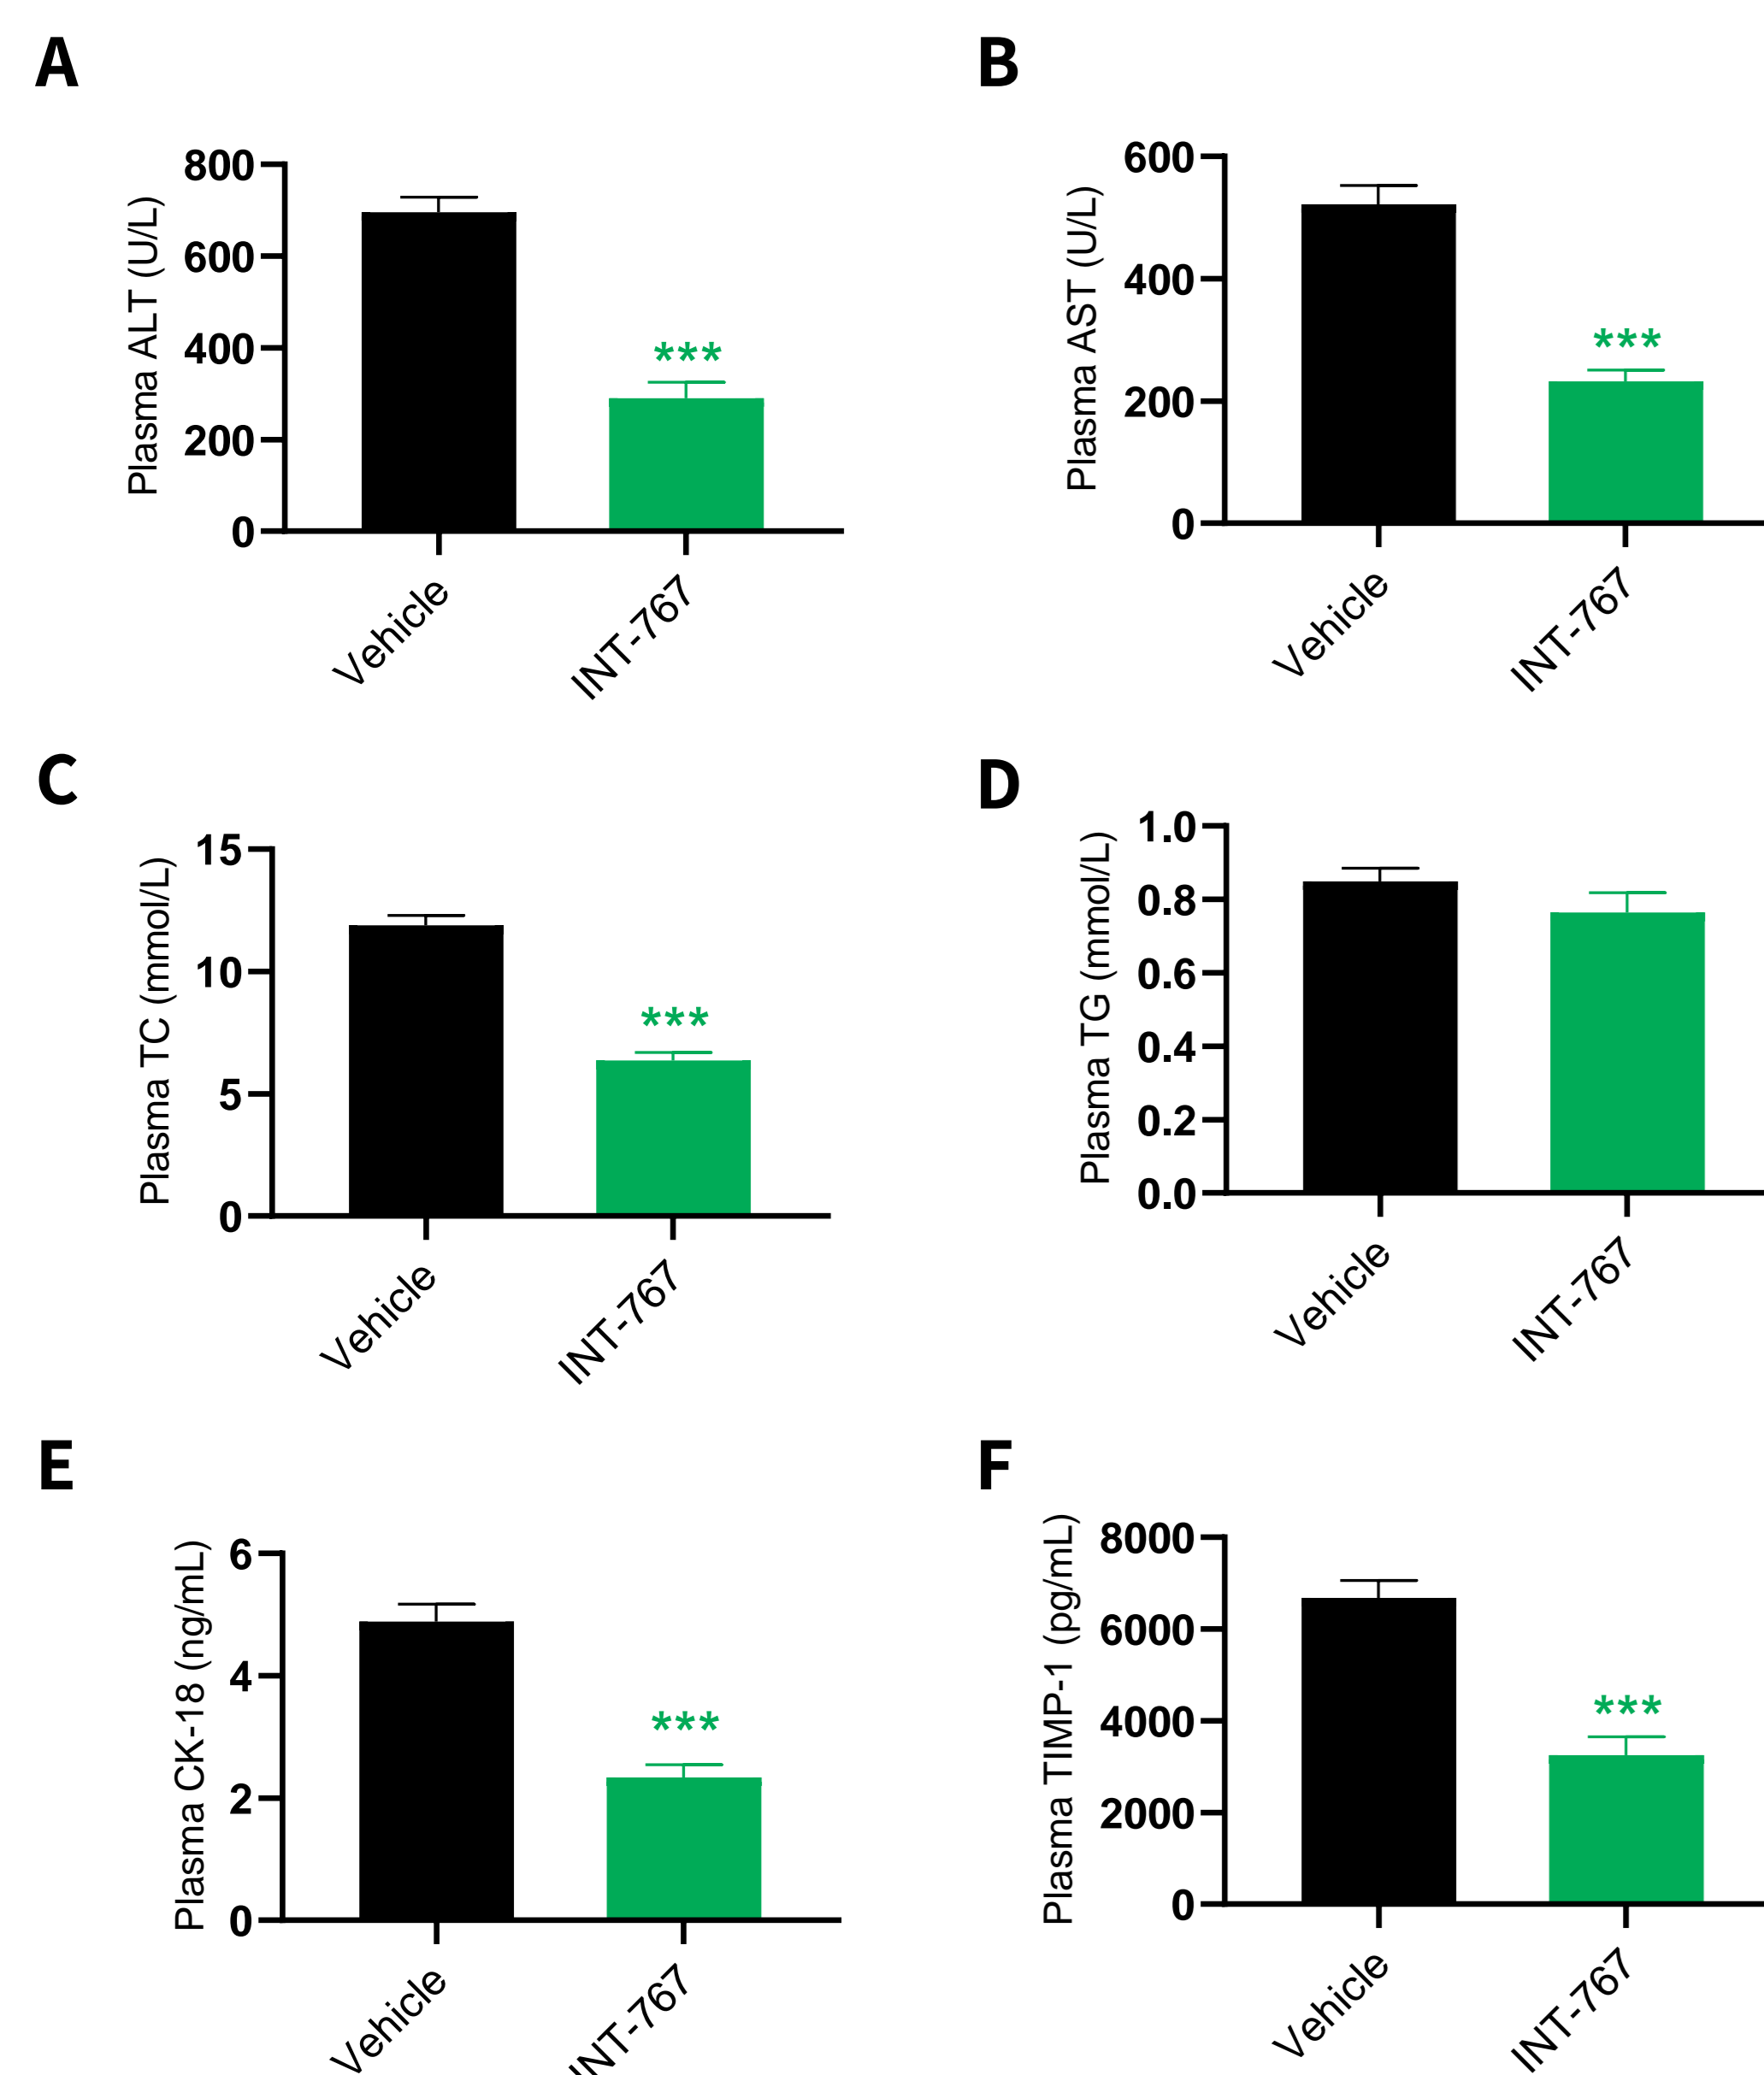 A
Plasma ALT (U/L)
800
600
400
200
0
***
Vehicle
INT-767
B
Plasma AST (U/L)
600
400
200
0
***
Vehicle
INT-767
C
Plasma TC (mmol/L)
15
10
5
0
***
Vehicle
INT-767
D
Plasma TG (mmol/L)
1.0
0.8
0.6
0.4
0.2
0.0
Vehicle
INT-767
E
Plasma CK-18 (ng/mL)
6
4
2
0
***
Vehicle
INT-767
F
Plasma TIMP-1 (pg/mL)
8000
6000
4000
2000
0
***
Vehicle
INT-767